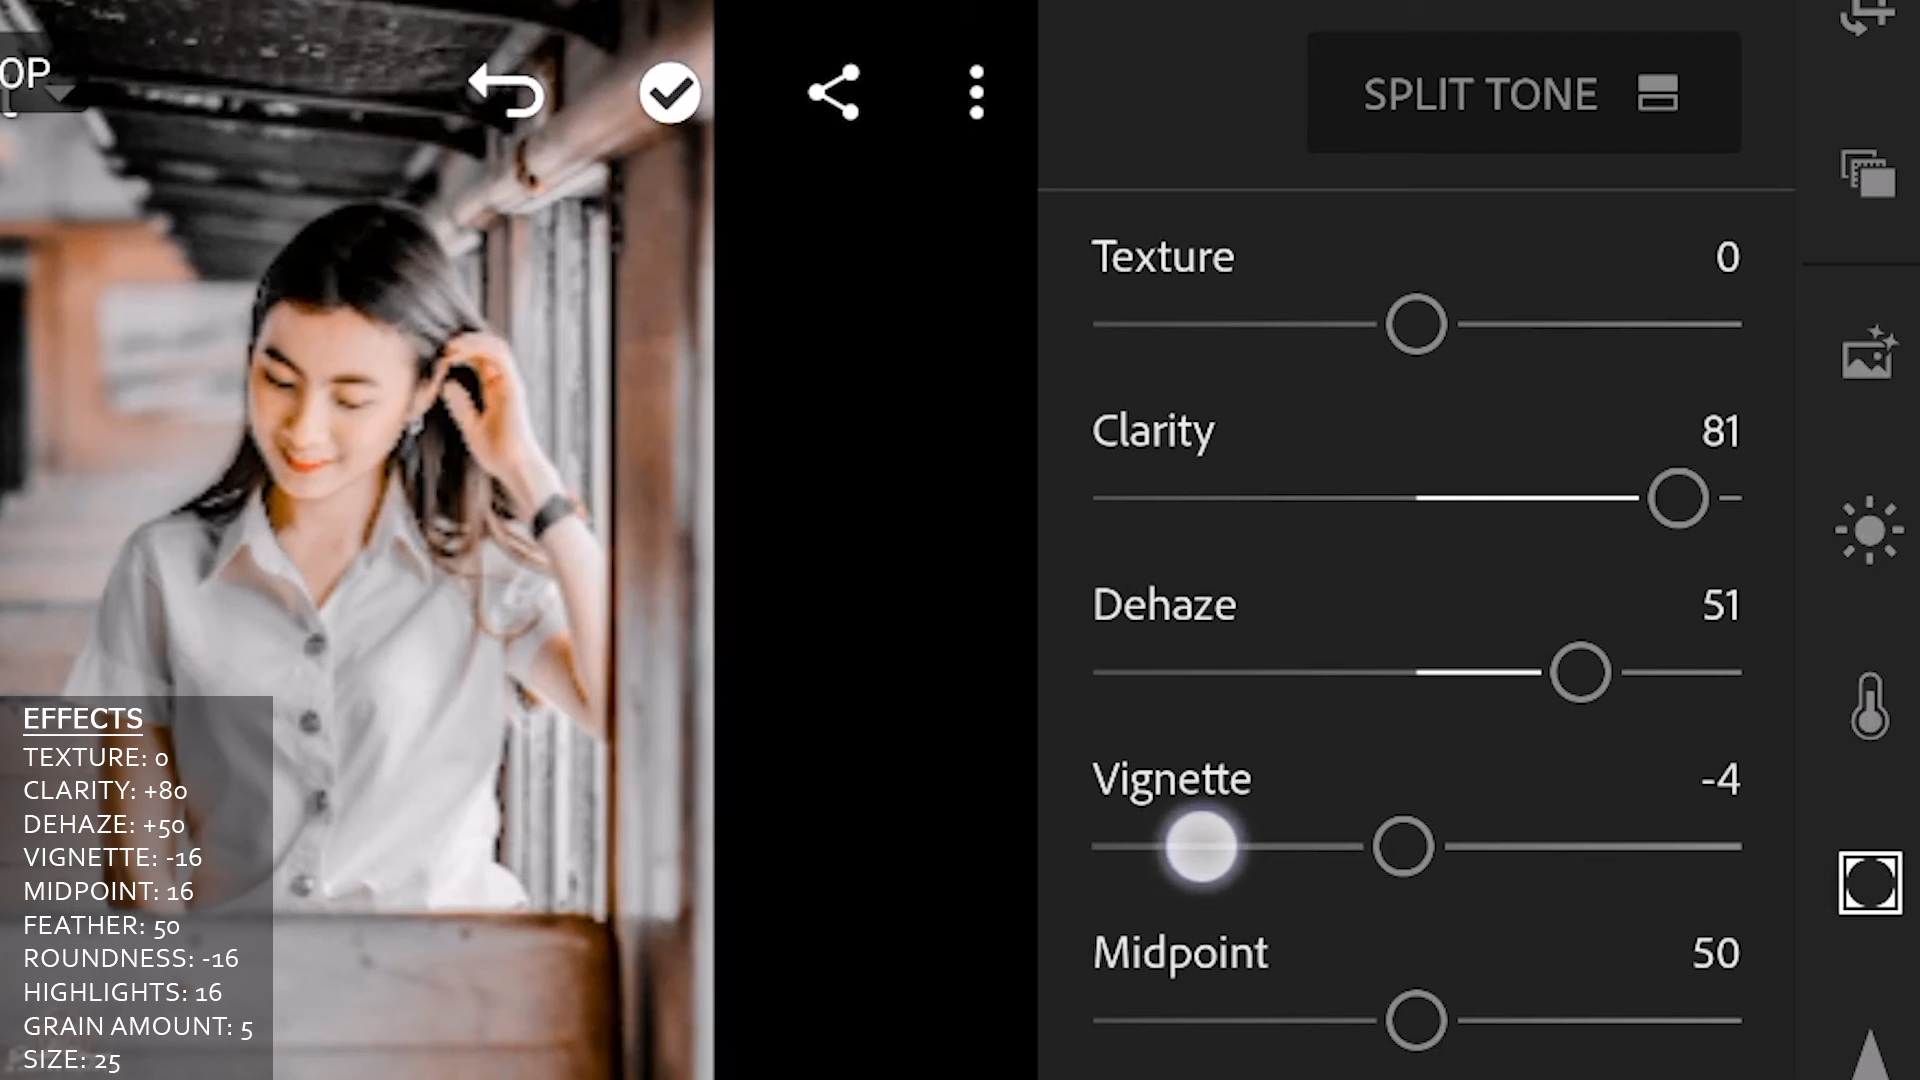 OP
SPLIT TONE
Texture 0
Clarity 81
Dehaze 51
Vignette -4
Midpoint 50
EFFECTS
TEXTURE: 0
CLARITY: +80
DEHAZE: +50
VIGNETTE: -16
MIDPOINT: 16
FEATHER: 50
ROUNDNESS: -16
HIGHLIGHTS: 16
GRAIN AMOUNT: 5
SIZE: 25